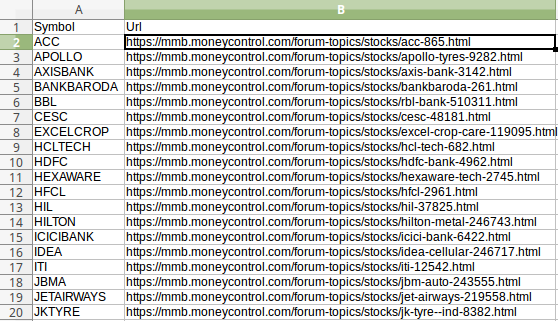 A B
1 Symbol Url
2 ACC https://mmb.moneycontrol.com/forum-topics/stocks/acc-865.html
3 APOLLO https://mmb.moneycontrol.com/forum-topics/stocks/apollo-tyres-9282.html
4 AXISBANK https://mmb.moneycontrol.com/forum-topics/stocks/axis-bank-3142.html
5 BANKBARODA https://mmb.moneycontrol.com/forum-topics/stocks/bankbaroda-261.html
6 BBL https://mmb.moneycontrol.com/forum-topics/stocks/rbl-bank-510311.html
7 CESC https://mmb.moneycontrol.com/forum-topics/stocks/cesc-48181.html
8 EXCELCROP https://mmb.moneycontrol.com/forum-topics/stocks/excel-crop-care-119095.html
9 HCLTECH https://mmb.moneycontrol.com/forum-topics/stocks/hcl-tech-682.html
10 HDFC https://mmb.moneycontrol.com/forum-topics/stocks/hdfc-bank-4962.html
11 HEXAWARE https://mmb.moneycontrol.com/forum-topics/stocks/hexaware-tech-2745.html
12 HFCL https://mmb.moneycontrol.com/forum-topics/stocks/hfcl-2961.html
13 HIL https://mmb.moneycontrol.com/forum-topics/stocks/hil-37825.html
14 HILTON https://mmb.moneycontrol.com/forum-topics/stocks/hilton-metal-246743.html
15 ICICIBANK https://mmb.moneycontrol.com/forum-topics/stocks/icici-bank-6422.html
16 IDEA https://mmb.moneycontrol.com/forum-topics/stocks/idea-cellular-246717.html
17 ITI https://mmb.moneycontrol.com/forum-topics/stocks/iti-12542.html
18 JBMA https://mmb.moneycontrol.com/forum-topics/stocks/jbm-auto-243555.html
19 JETAIRWAYS https://mmb.moneycontrol.com/forum-topics/stocks/jet-airways-219558.html
20 JKTYRE https://mmb.moneycontrol.com/forum-topics/stocks/jk-tyre--ind-8382.html